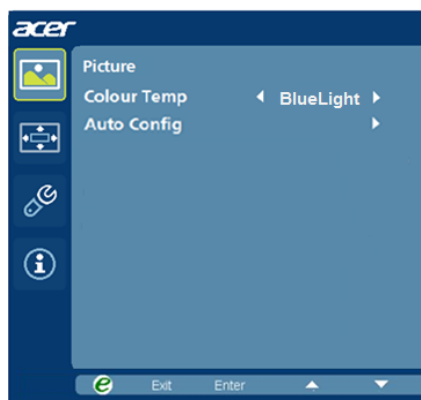 acer
Picture
Colour Temp BlueLight
Auto Config
e Exit Enter